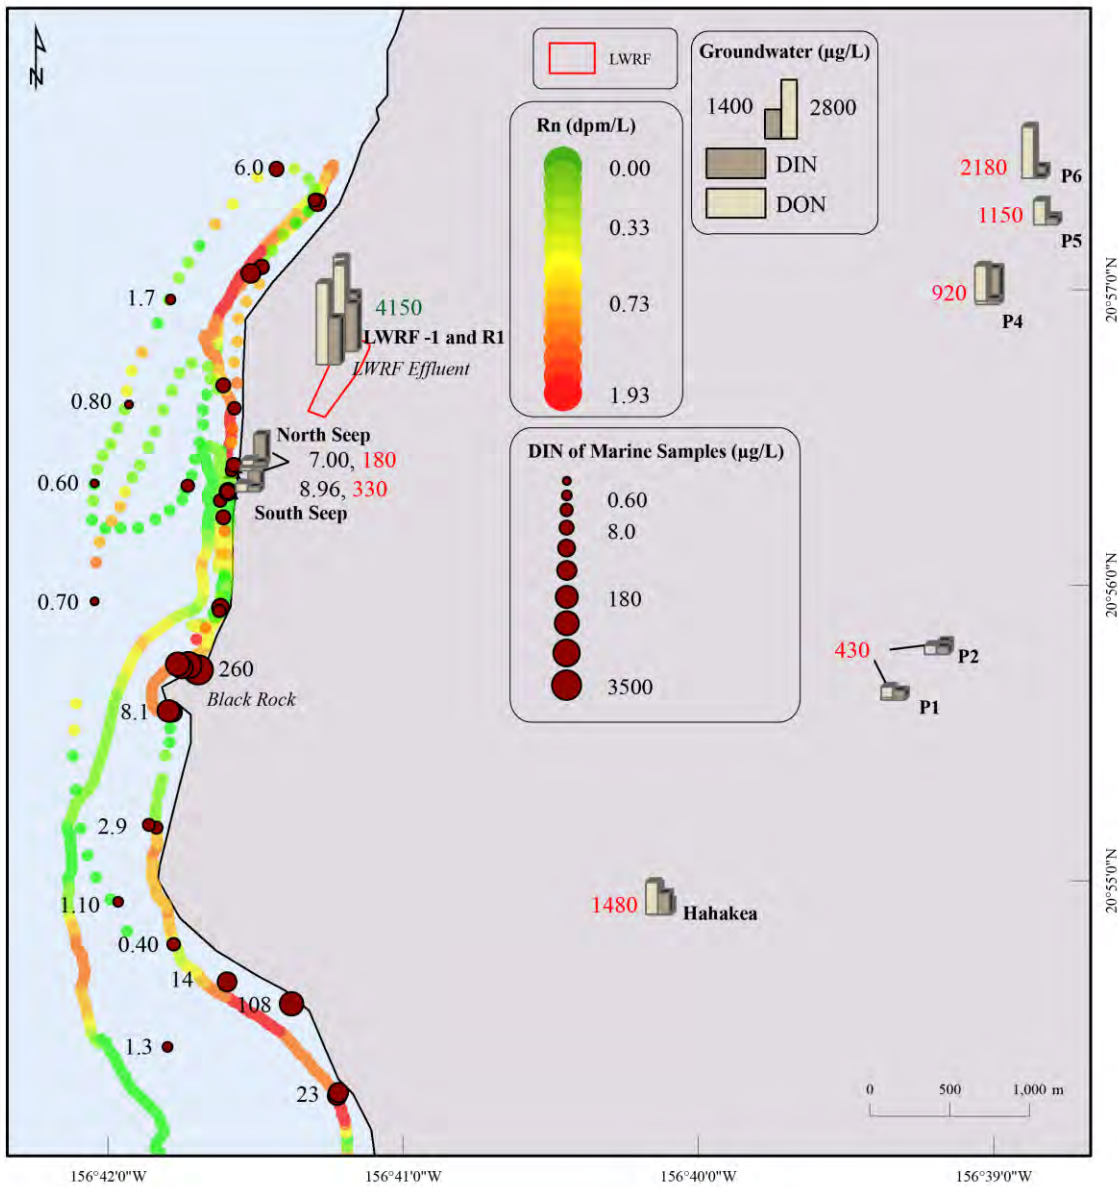 N
LWRF
Groundwater (µg/L)
1400
2800
DIN
DON
Rn (dpm/L)
0.00
0.33
0.73
1.93
DIN of Marine Samples (µg/L)
0.60
8.0
180
3500
6.0
1.7
0.80
0.60
0.70
4150
LWRF -1 and R1
LWRF Effluent
North Seep
7.00, 180
8.96, 330
South Seep
260
Black Rock
8.1
2.9
1.10
0.40
14
108
1.3
23
2180
P6
1150
P5
920
P4
430
P2
P1
1480
Hahakea
0 500 1,000 m
20°57'0"N
20°56'0"N
20°55'0"N
156°42'0"W
156°41'0"W
156°40'0"W
156°39'0"W